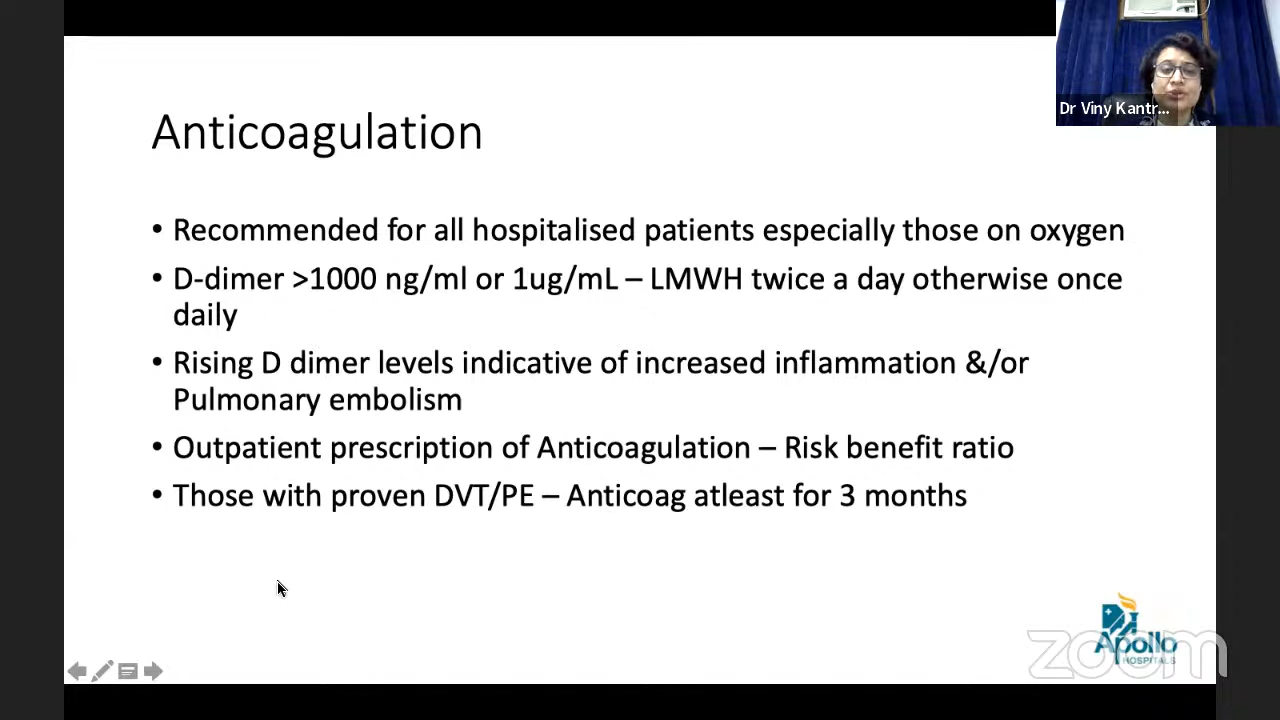 Dr Viny Kantr...
Anticoagulation
• Recommended for all hospitalised patients especially those on oxygen
• D-dimer >1000 ng/ml or 1ug/mL – LMWH twice a day otherwise once
daily
• Rising D dimer levels indicative of increased inflammation &/or
Pulmonary embolism
• Outpatient prescription of Anticoagulation – Risk benefit ratio
• Those with proven DVT/PE – Anticoag atleast for 3 months
Apollo
HOSPITALS
zoom